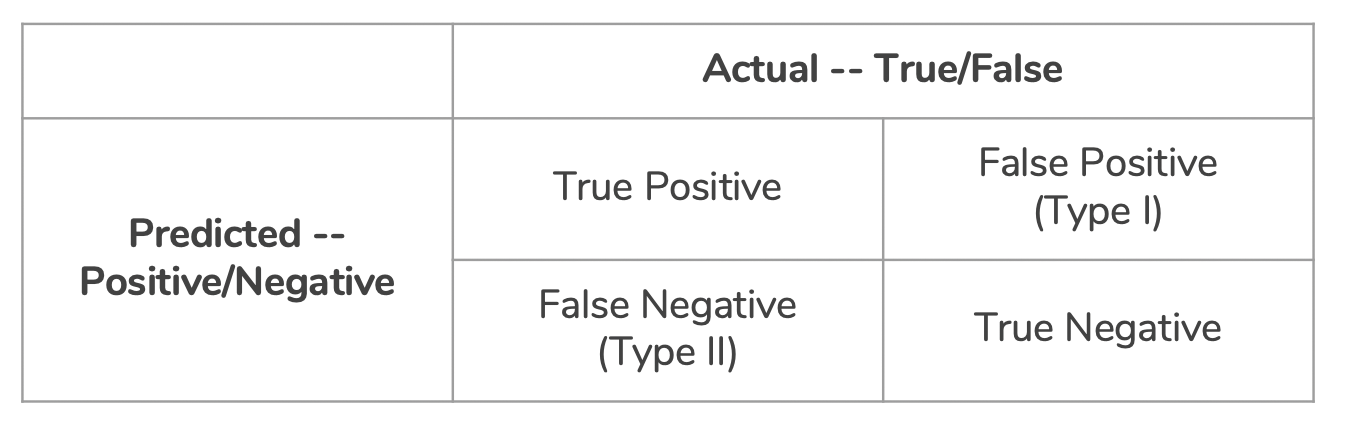 Actual -- True/False
True Positive
False Positive
(Type I)
Predicted --
Positive/Negative
False Negative
(Type II)
True Negative